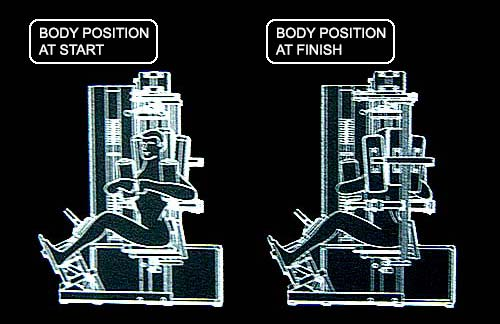 BODY POSITION
AT START
BODY POSITION
AT FINISH